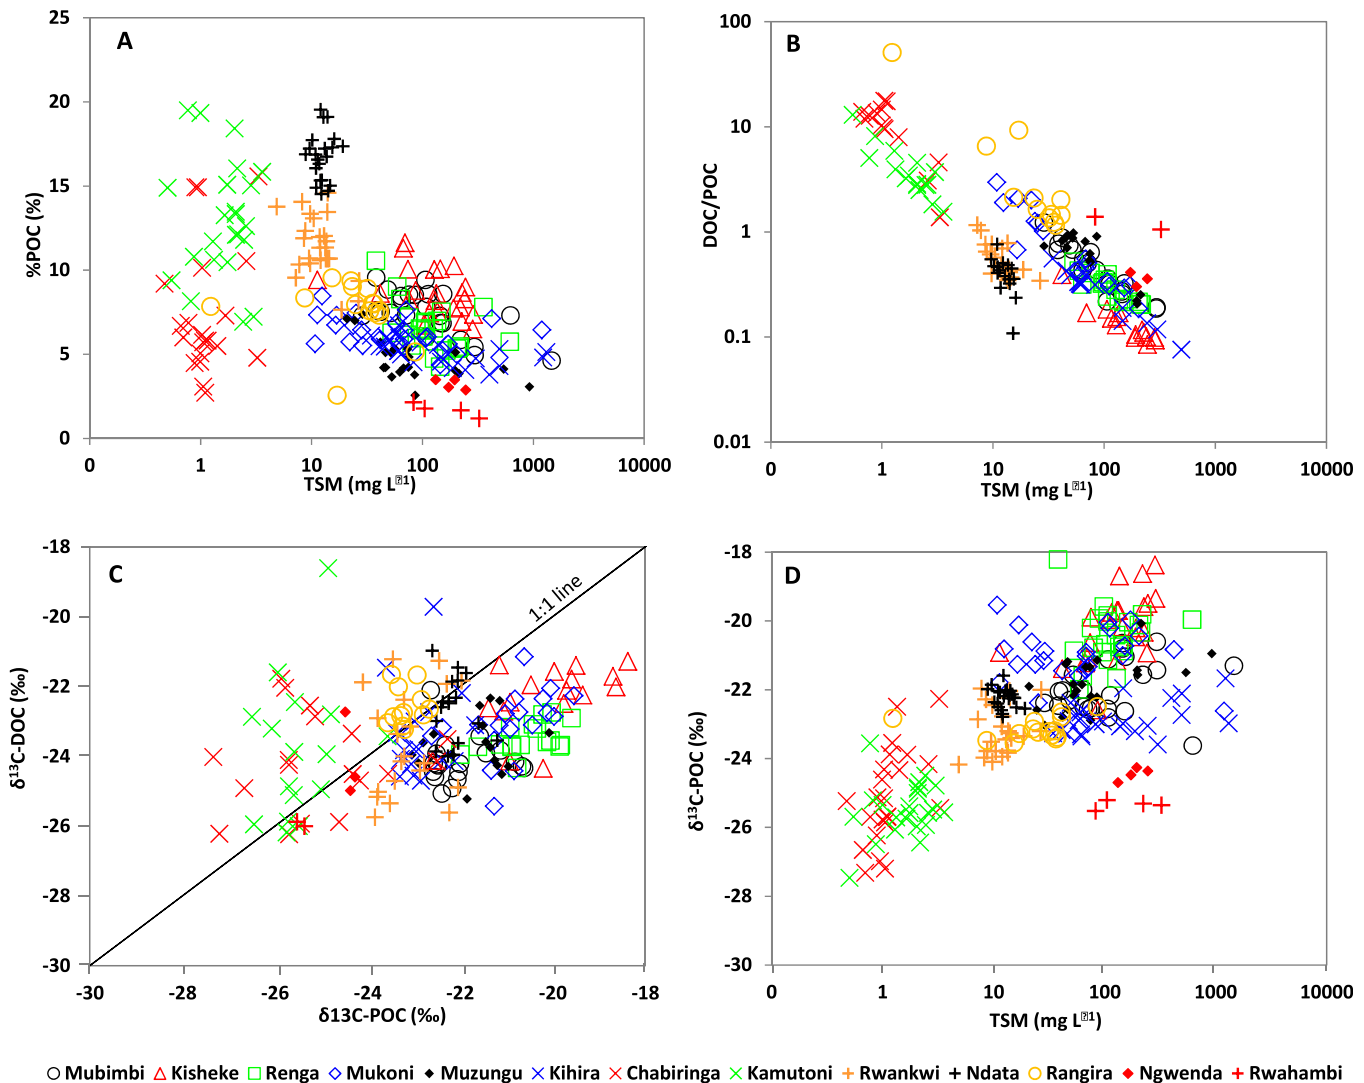 A
%POC (%)
25
20
15
10
5
0
0 1 10 100 1000 10000
TSM (mg L⍰1)
B
DOC/POC
100
10
1
0.1
0.01
0 1 10 100 1000 10000
TSM (mg L⍰1)
C
1:1 line
δ13C-DOC (‰)
-18
-20
-22
-24
-26
-28
-30
-30 -28 -26 -24 -22 -20 -18
δ13C-POC (‰)
D
δ13C-POC (‰)
-18
-20
-22
-24
-26
-28
-30
0 1 10 100 1000 10000
TSM (mg L⍰1)
Mubimbi Kisheke Renga Mukoni Muzungu Kihira Chabiringa Kamutoni Rwankwi Ndata Rangira Ngwenda Rwahambi